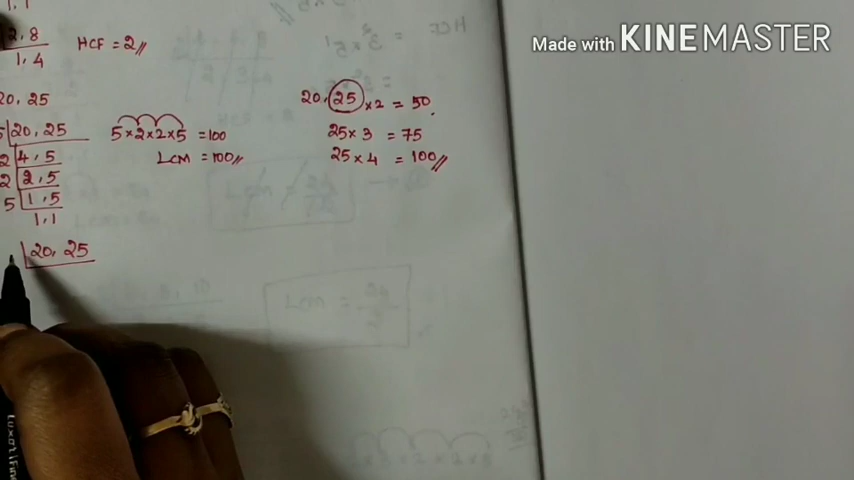 1, 1
2, 8
1, 4
HCF = 2//
20, 25
5 20, 25
2 4, 5
2 2, 5
5 1, 5
1, 1
5×2×2×5 = 100
LCM = 100//
20, 25 ×2 = 50
25×3 = 75
25×4 = 100//
20, 25
Made with KINEMASTER